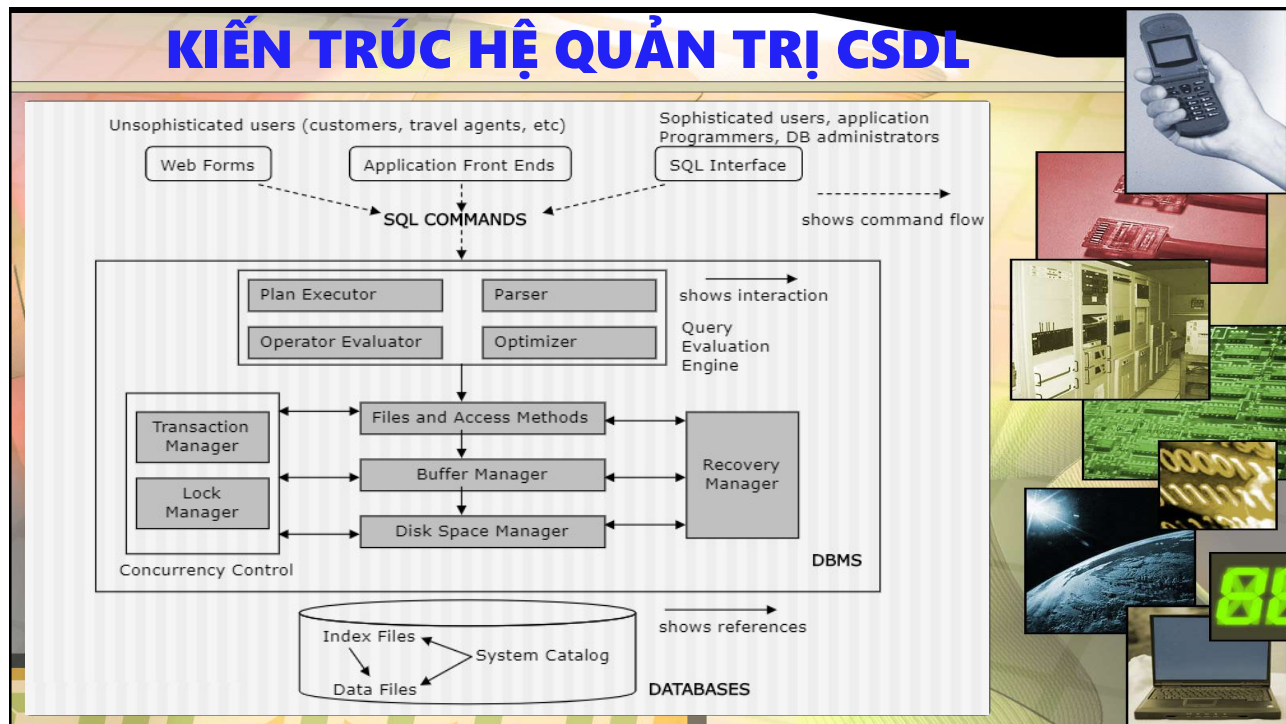 KIẾN TRÚC HỆ QUẢN TRỊ CSDL
Unsophisticated users (customers, travel agents, etc)
Sophisticated users, application
Programmers, DB administrators
Web Forms
Application Front Ends
SQL Interface
SQL COMMANDS
shows command flow
Plan Executor
Parser
shows interaction
Operator Evaluator
Optimizer
Query
Evaluation
Engine
Files and Access Methods
Transaction
Manager
Buffer Manager
Recovery
Manager
Lock
Manager
Disk Space Manager
Concurrency Control
DBMS
Index Files
System Catalog
Data Files
shows references
DATABASES